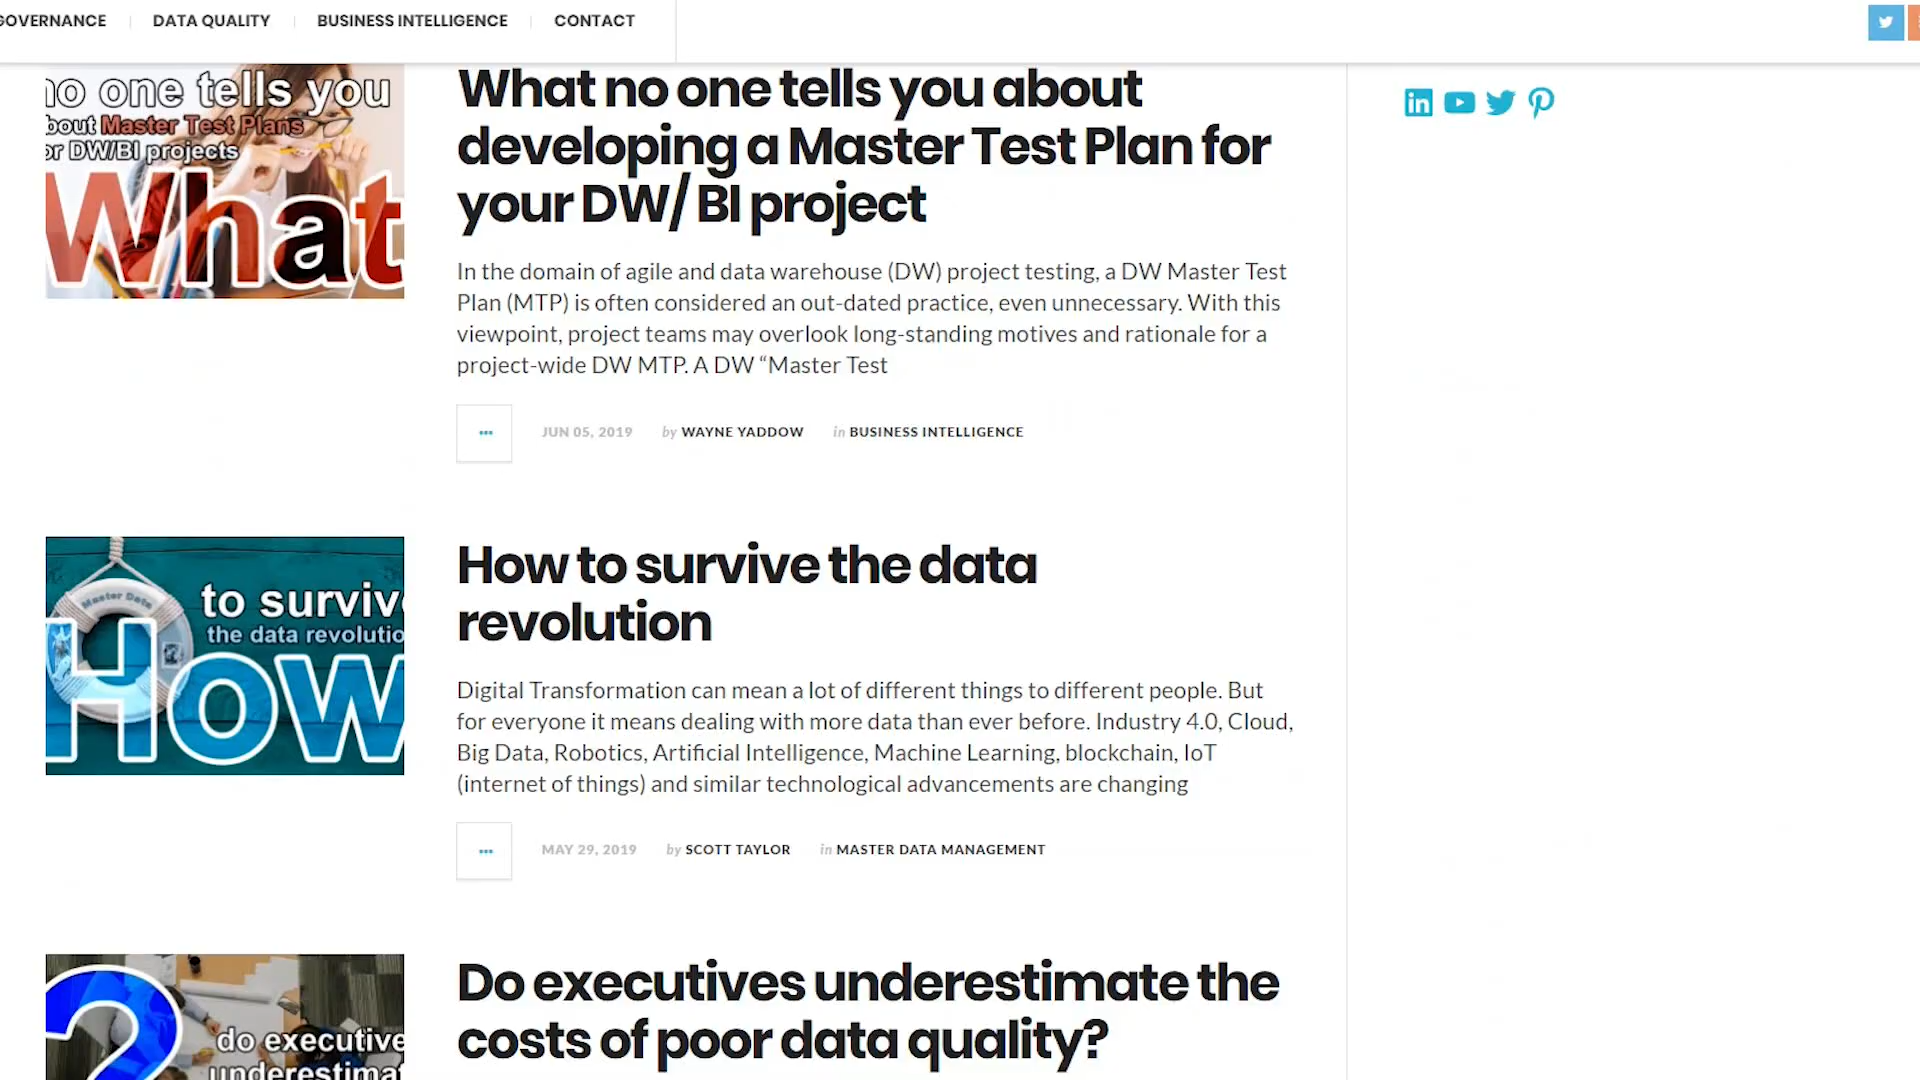 GOVERNANCE DATA QUALITY BUSINESS INTELLIGENCE CONTACT
no one tells you
bout Master Test Plans
or DW/BI projects
What
What no one tells you about
developing a Master Test Plan for
your DW/ BI project
In the domain of agile and data warehouse (DW) project testing, a DW Master Test
Plan (MTP) is often considered an out-dated practice, even unnecessary. With this
viewpoint, project teams may overlook long-standing motives and rationale for a
project-wide DW MTP. A DW “Master Test
JUN 05, 2019 by WAYNE YADDOW in BUSINESS INTELLIGENCE
Master Data
to surviv
the data revolutio
How
How to survive the data
revolution
Digital Transformation can mean a lot of different things to different people. But
for everyone it means dealing with more data than ever before. Industry 4.0, Cloud,
Big Data, Robotics, Artificial Intelligence, Machine Learning, blockchain, IoT
(internet of things) and similar technological advancements are changing
MAY 29, 2019 by SCOTT TAYLOR in MASTER DATA MANAGEMENT
?
do executive
underestimat
Do executives underestimate the
costs of poor data quality?